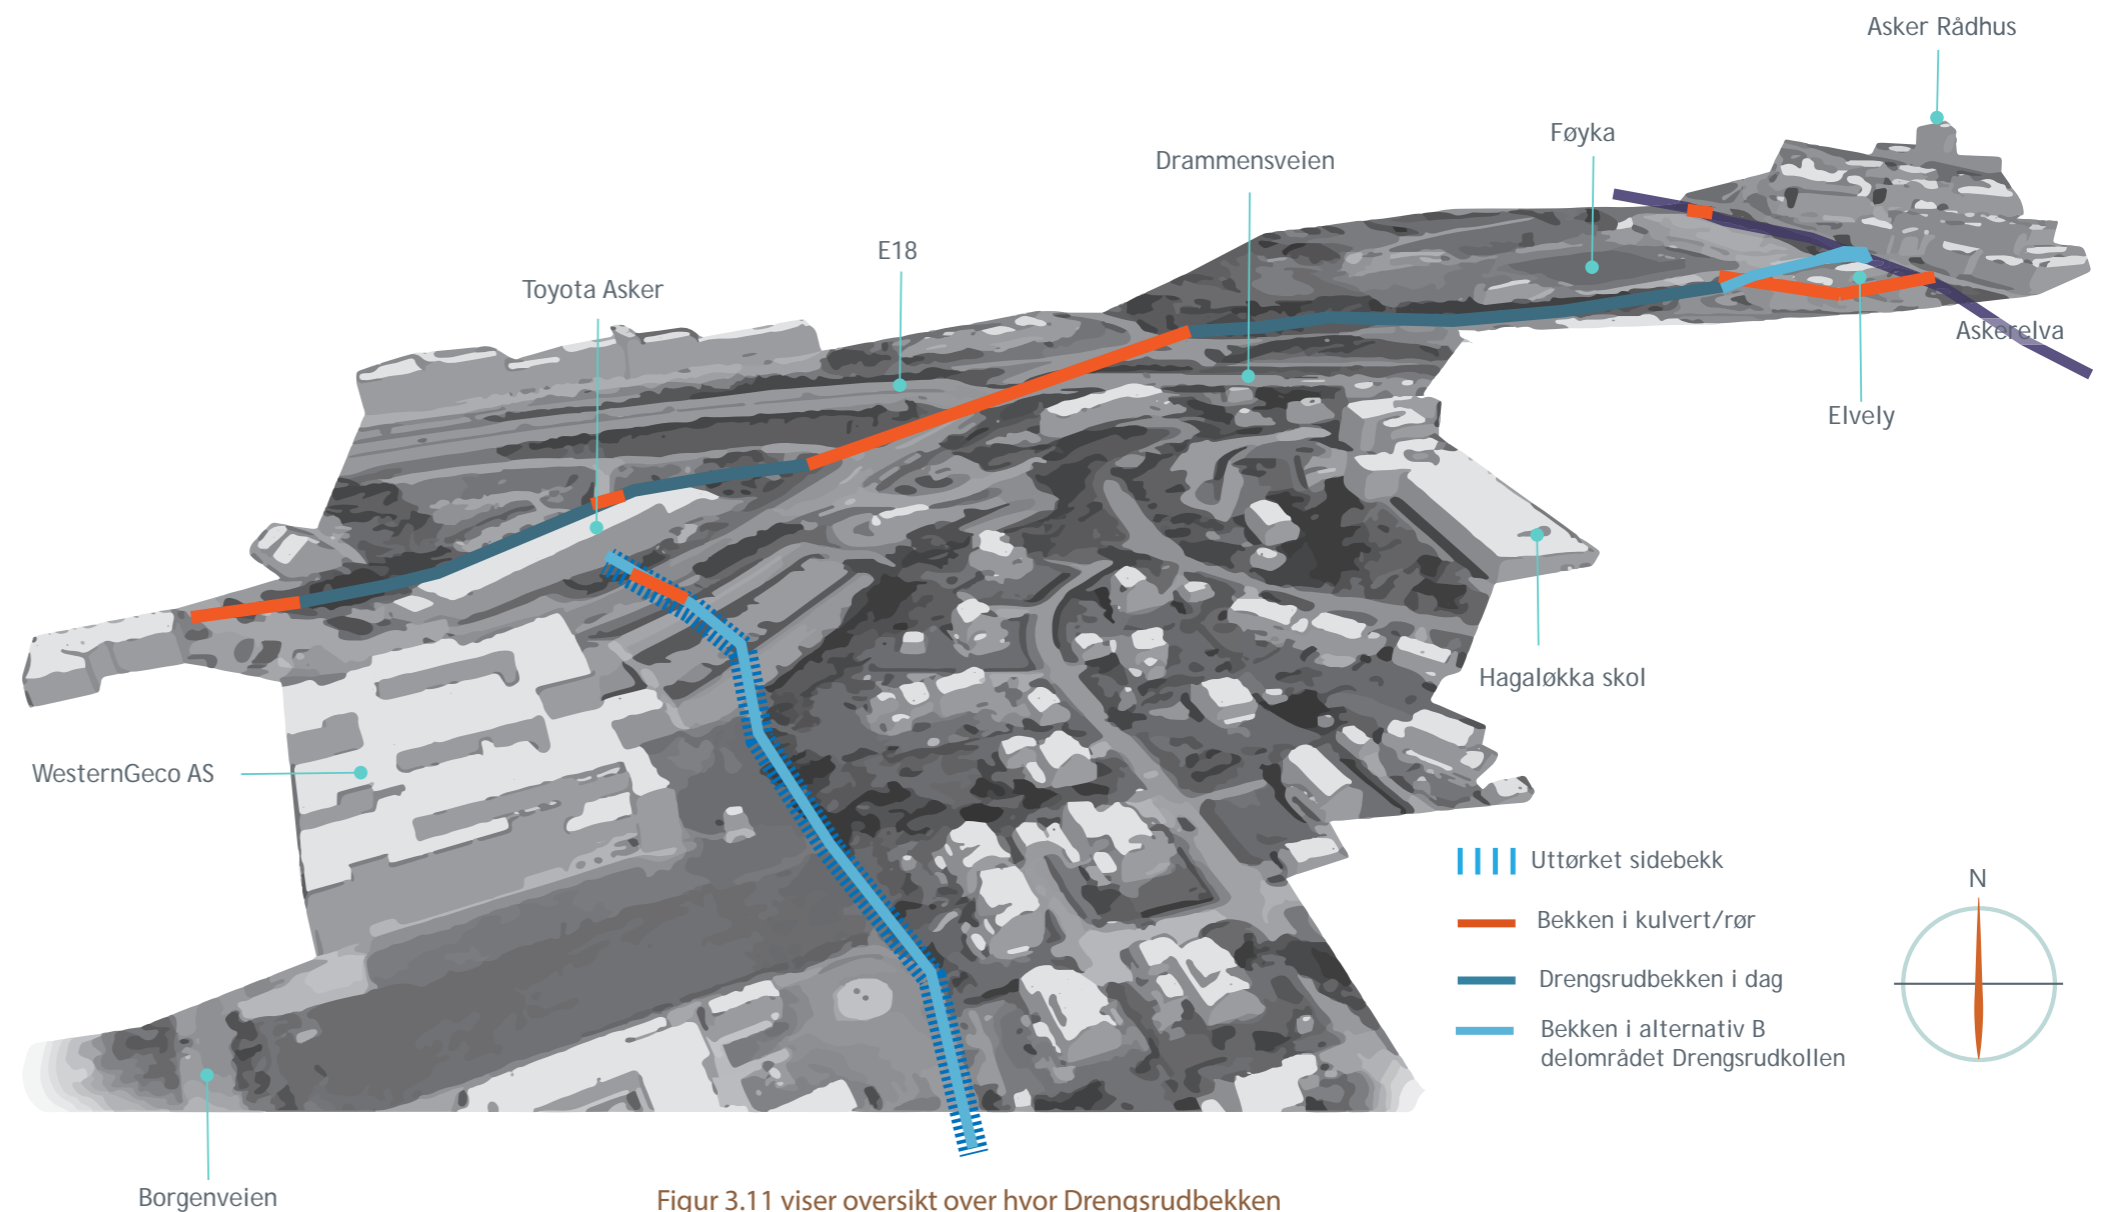 Asker Rådhus
Føyka
Drammensveien
E18
Toyota Asker
Askerelva
Elvely
Hagaløkka skol
WesternGeco AS
Uttørket sidebekk
Bekken i kulvert/rør
Drengsrudbekken i dag
Bekken i alternativ B
delområdet Drengsrudkollen
N
Borgenveien
Figur 3.11 viser oversikt over hvor Drengsrudbekken